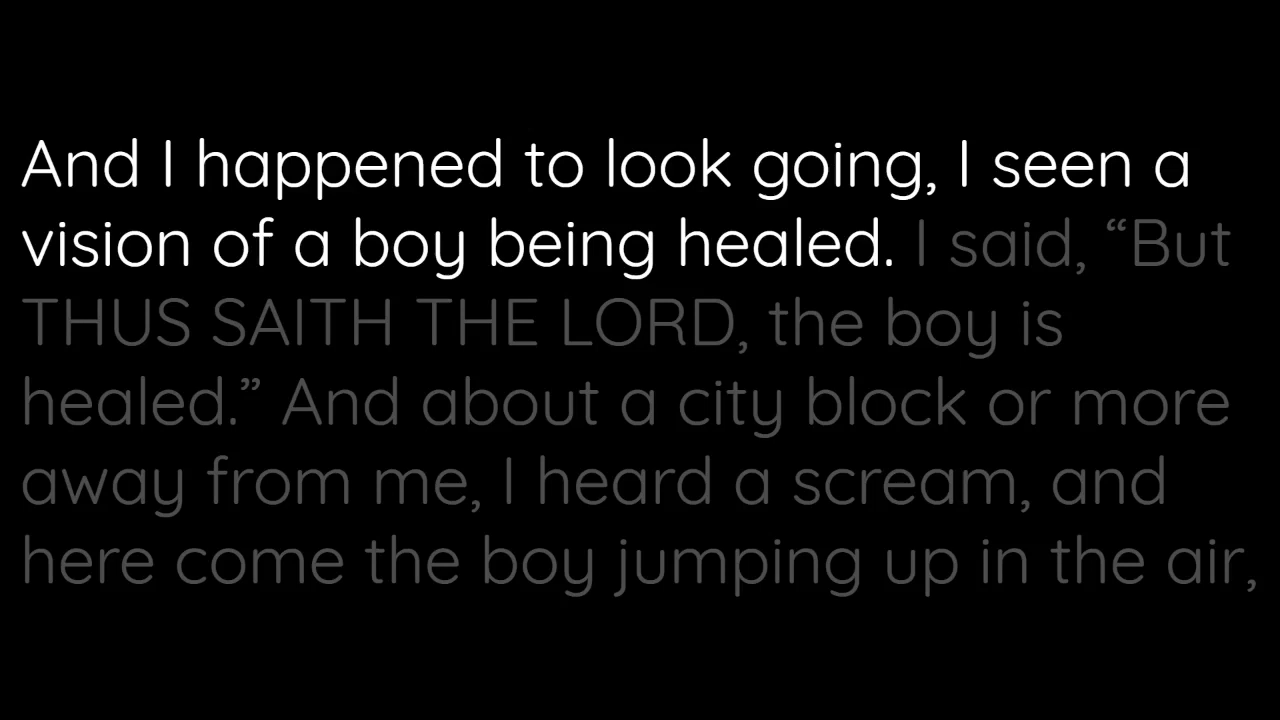 And I happened to look going, I seen a
vision of a boy being healed. I said, “But
THUS SAITH THE LORD, the boy is
healed.” And about a city block or more
away from me, I heard a scream, and
here come the boy jumping up in the air,